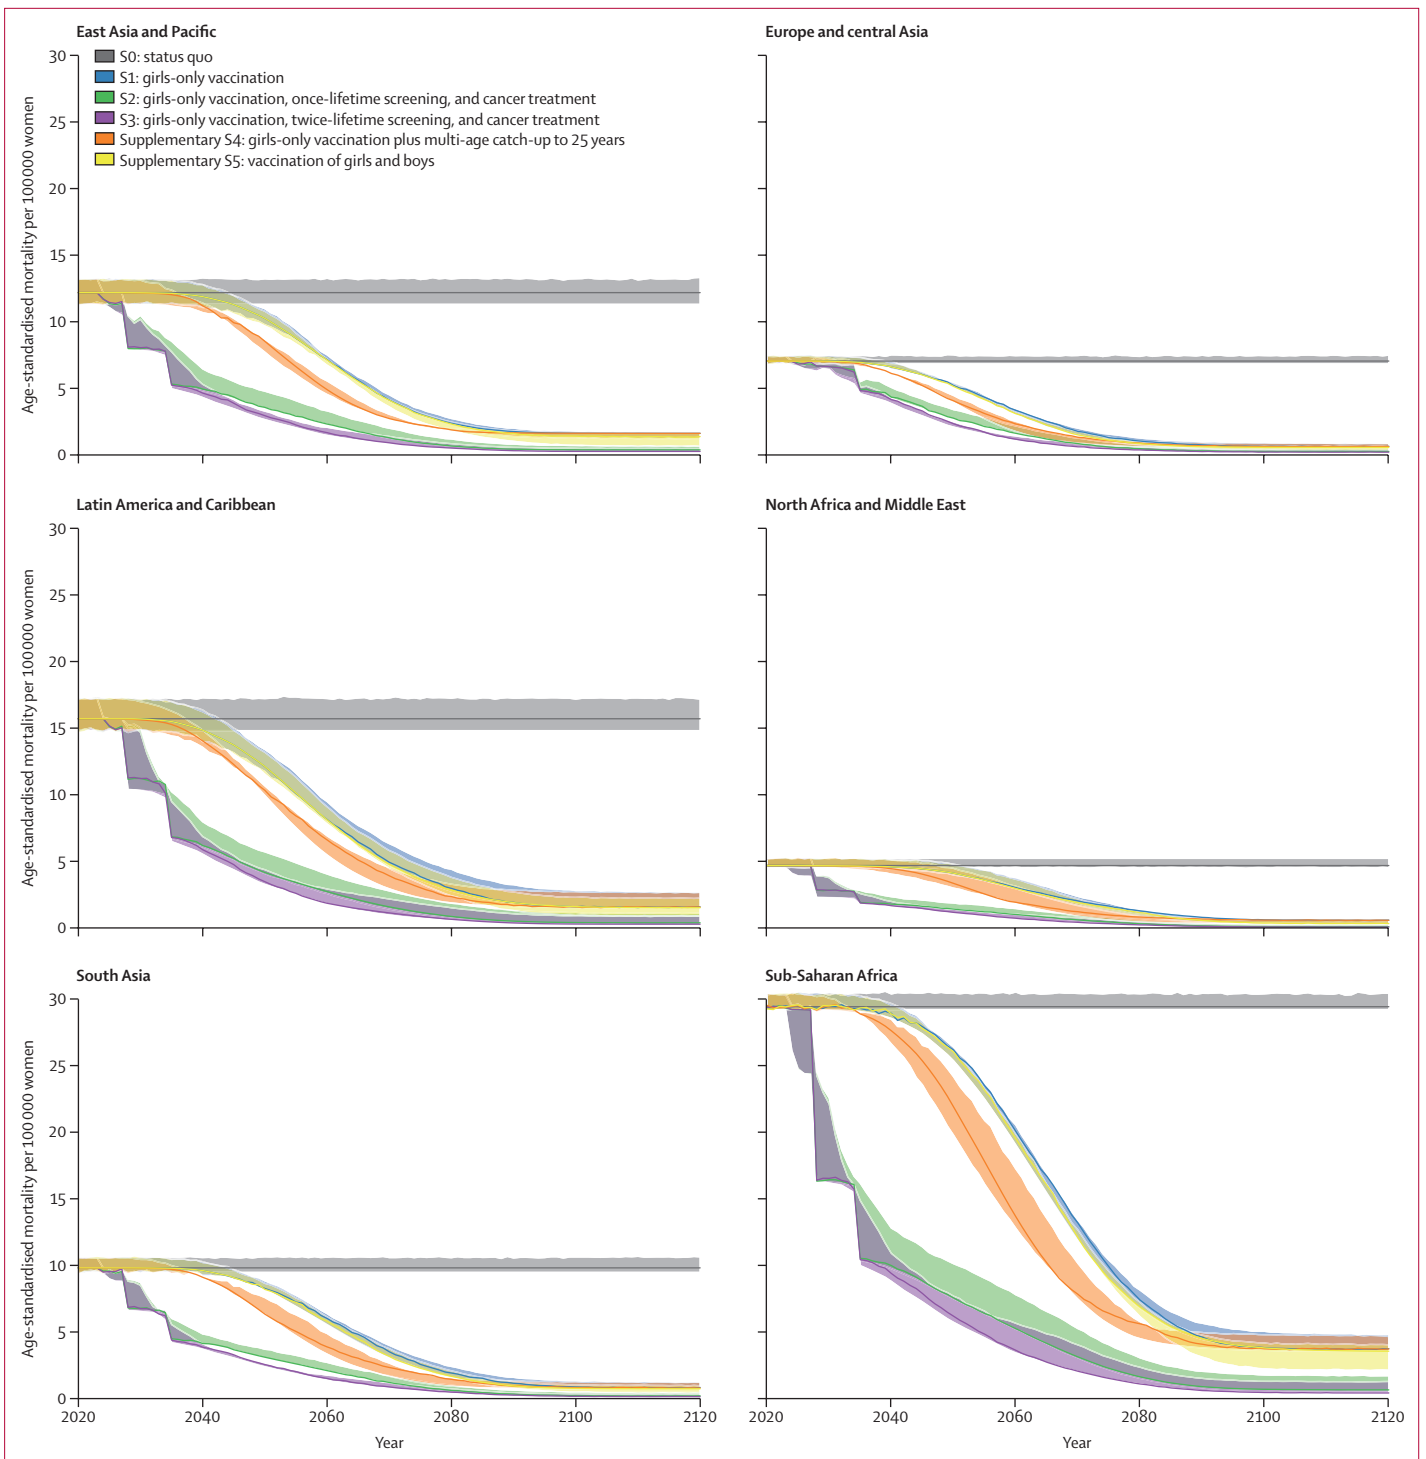 East Asia and Pacific
S0: status quo
S1: girls-only vaccination
S2: girls-only vaccination, once-lifetime screening, and cancer treatment
S3: girls-only vaccination, twice-lifetime screening, and cancer treatment
Supplementary S4: girls-only vaccination plus multi-age catch-up to 25 years
Supplementary S5: vaccination of girls and boys
30
25
20
15
10
5
0
Age-standardised mortality per 100 000 women
Europe and central Asia
Latin America and Caribbean
30
25
20
15
10
5
0
Age-standardised mortality per 100 000 women
North Africa and Middle East
South Asia
30
25
20
15
10
5
0
Age-standardised mortality per 100 000 women
2020 2040 2060 2080 2100 2120
Year
Sub-Saharan Africa
2020 2040 2060 2080 2100 2120
Year